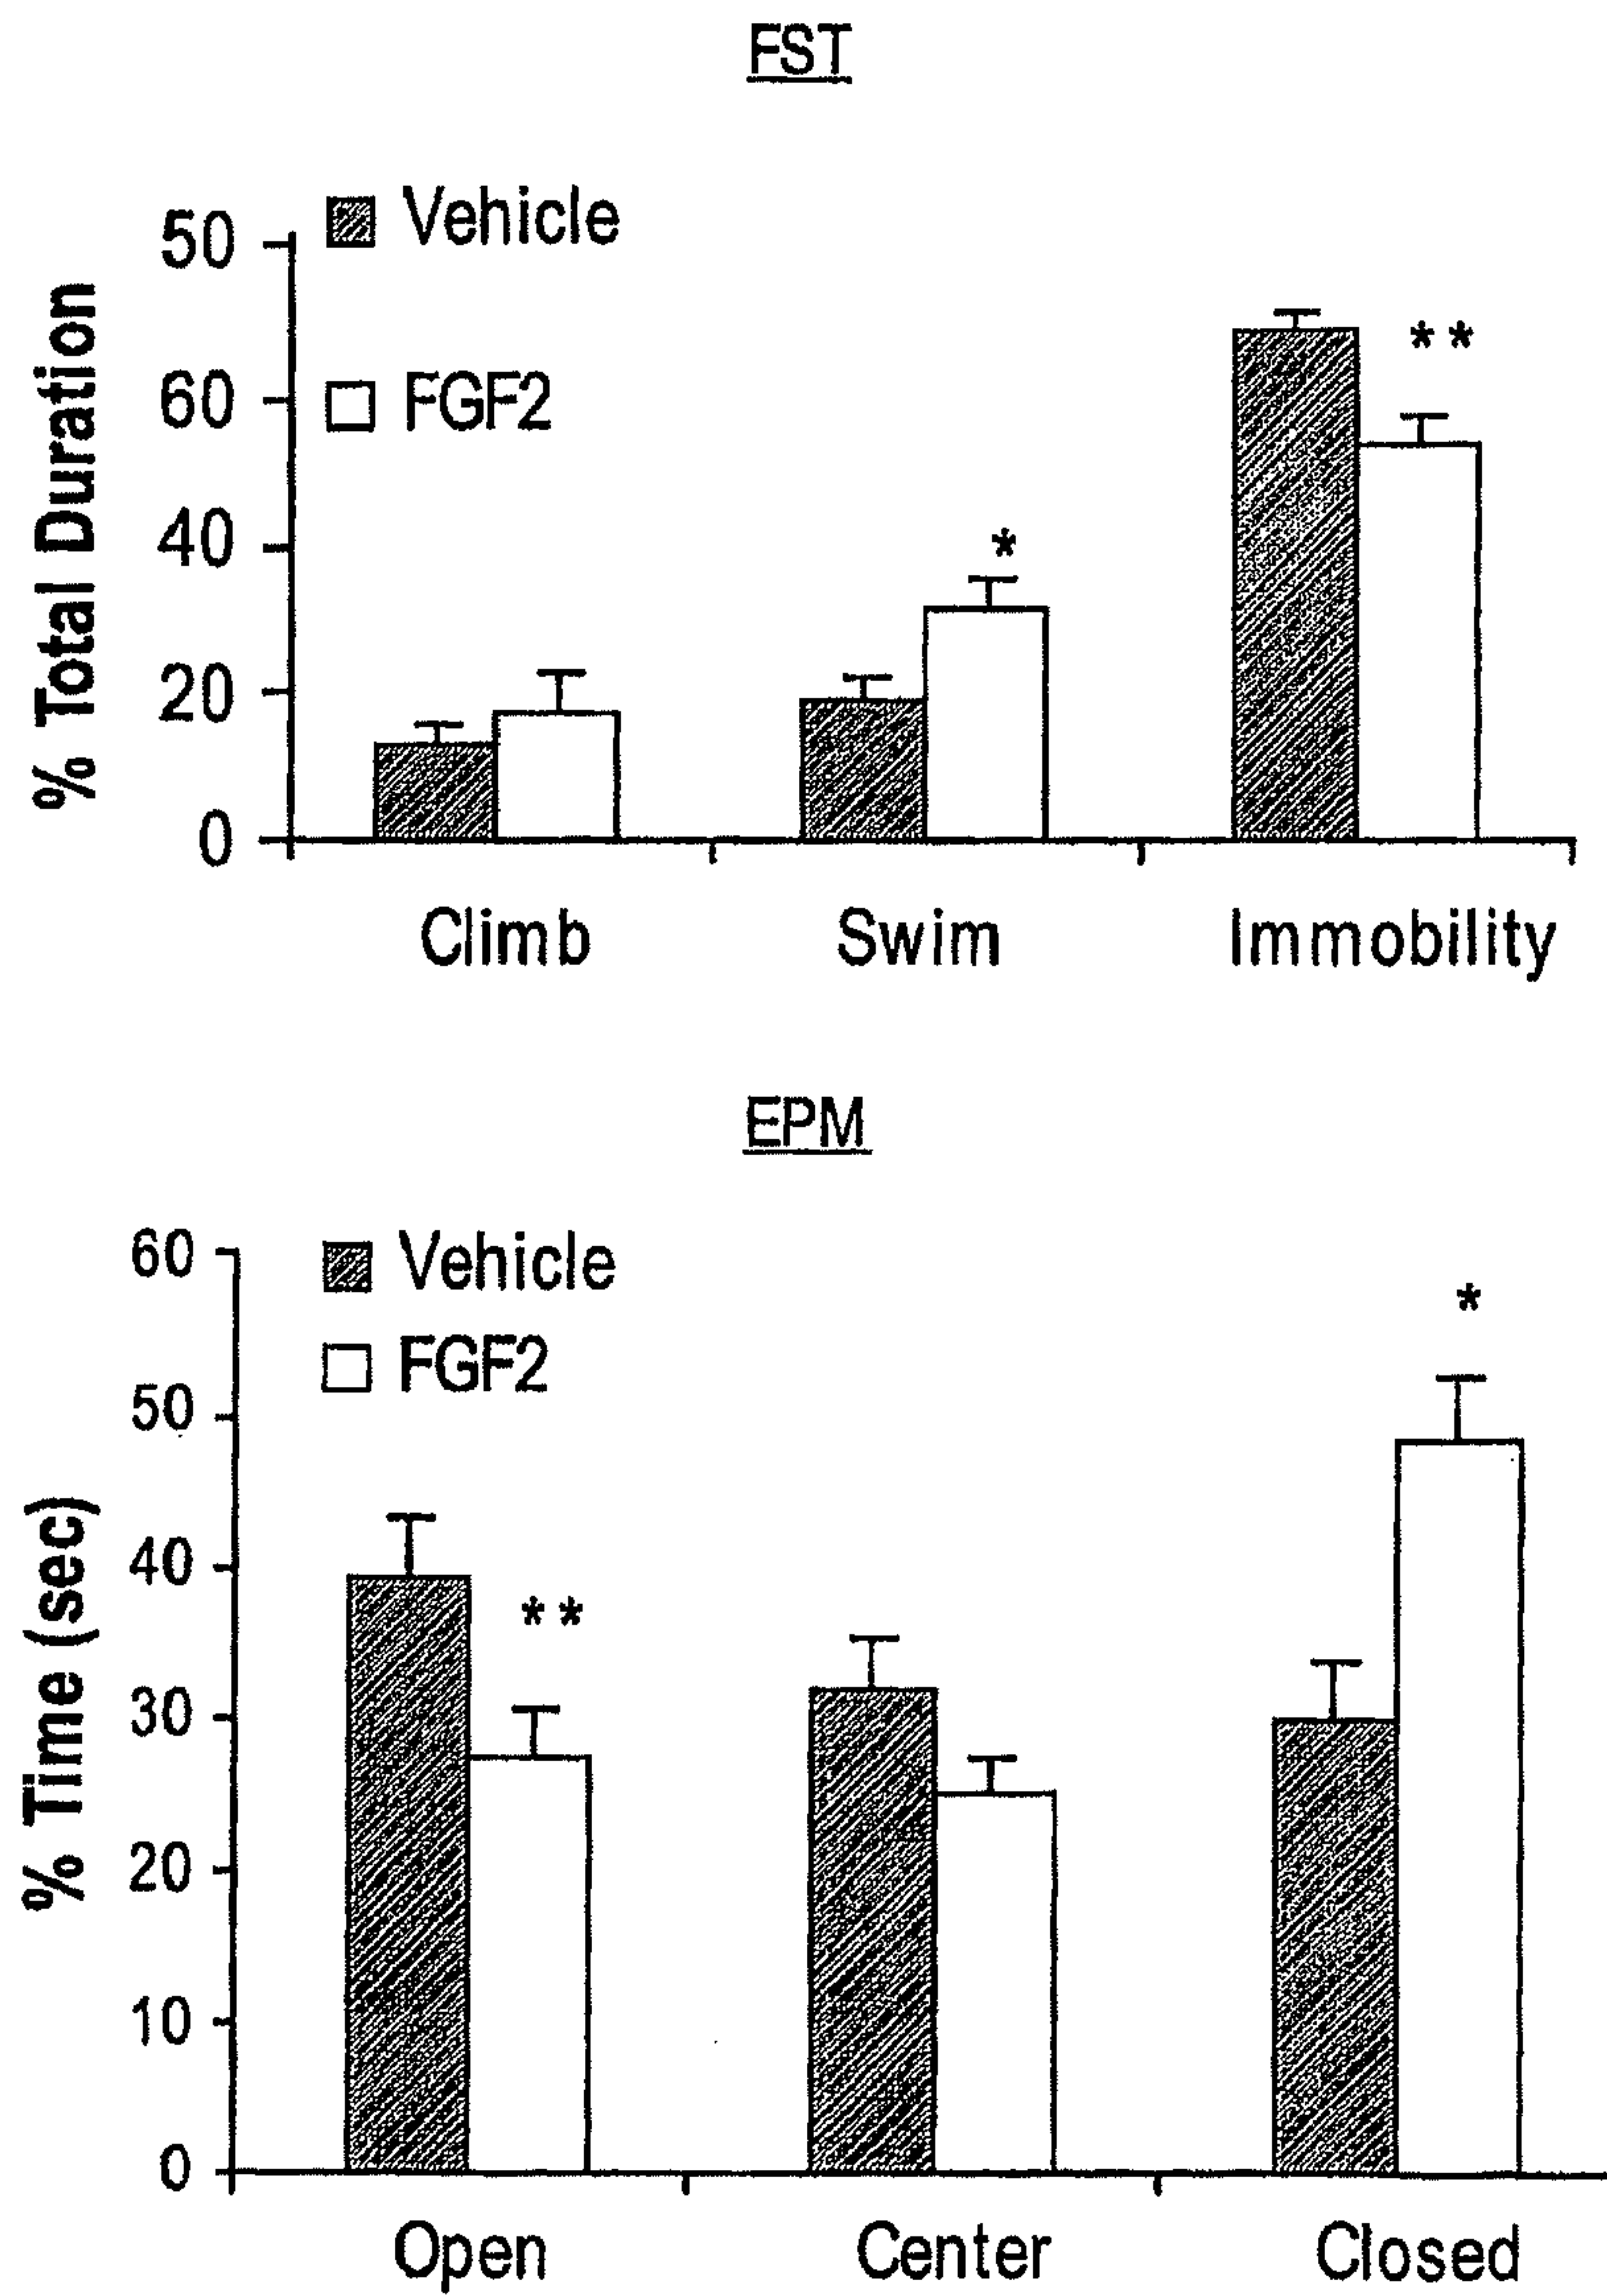 FST
% Total Duration
50
60
40
20
0
Vehicle
FGF2
*
**
Climb Swim Immobility
EPM
% Time (sec)
60
50
40
30
20
10
0
Vehicle
FGF2
**
*
Open Center Closed